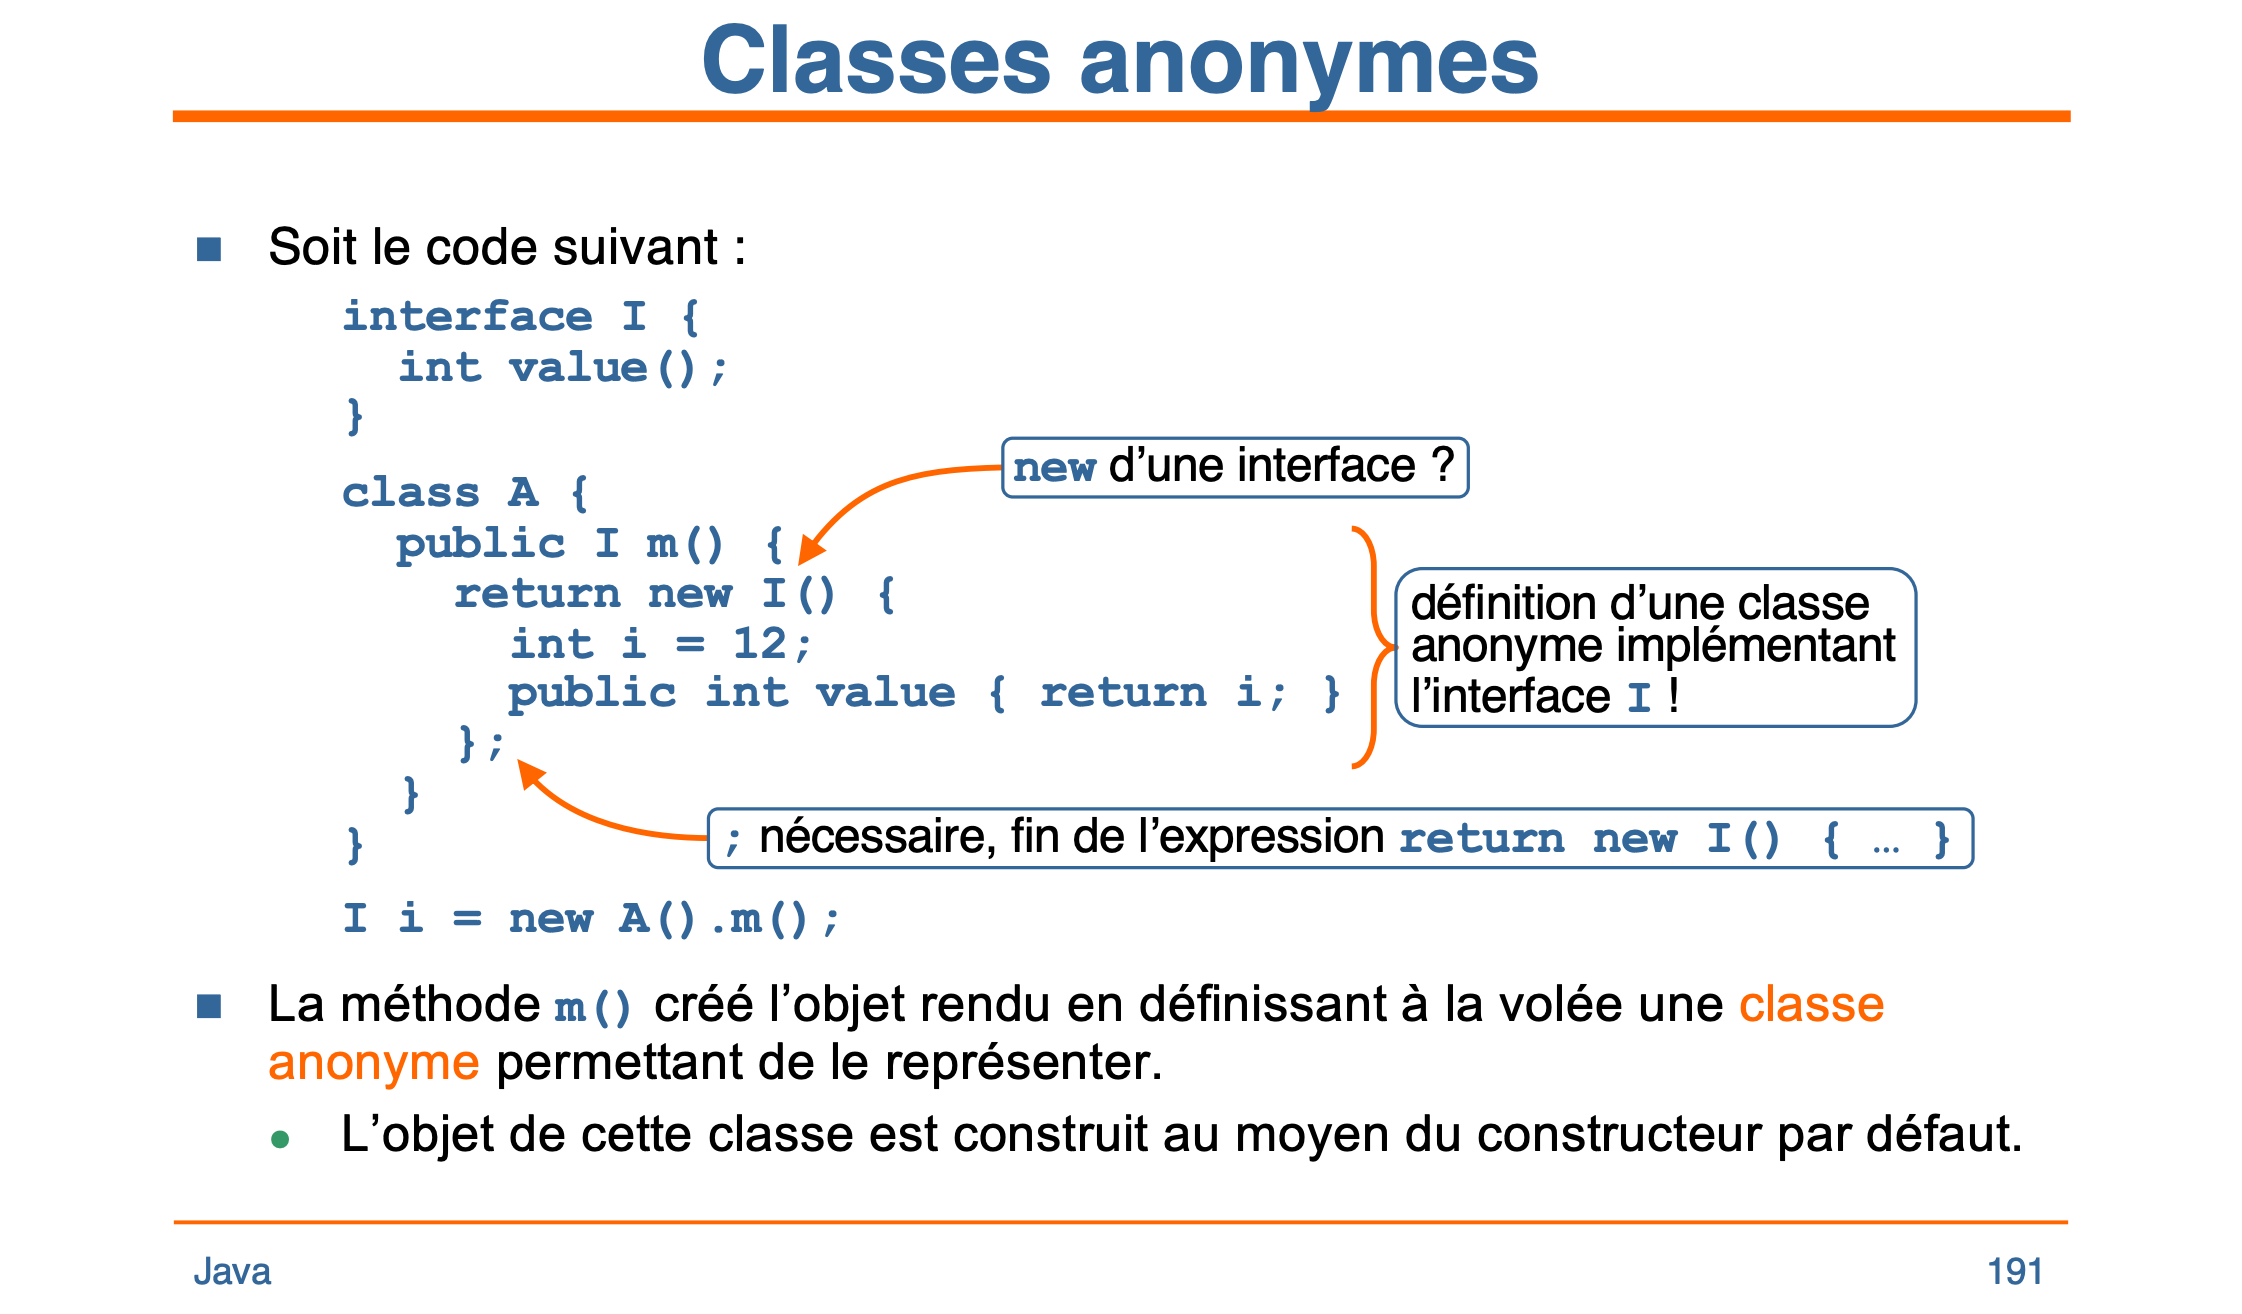 Classes anonymes
Soit le code suivant :
interface I {
int value();
}
new d’une interface ?
class A {
public I m() {
return new I() {
int i = 12;
public int value { return i; }
};
}
}
définition d’une classe
anonyme implémentant
l’interface I !
; nécessaire, fin de l’expression return new I() { … }
I i = new A().m();
La méthode m() créé l’objet rendu en définissant à la volée une classe
anonyme permettant de le représenter.
L’objet de cette classe est construit au moyen du constructeur par défaut.
Java
191